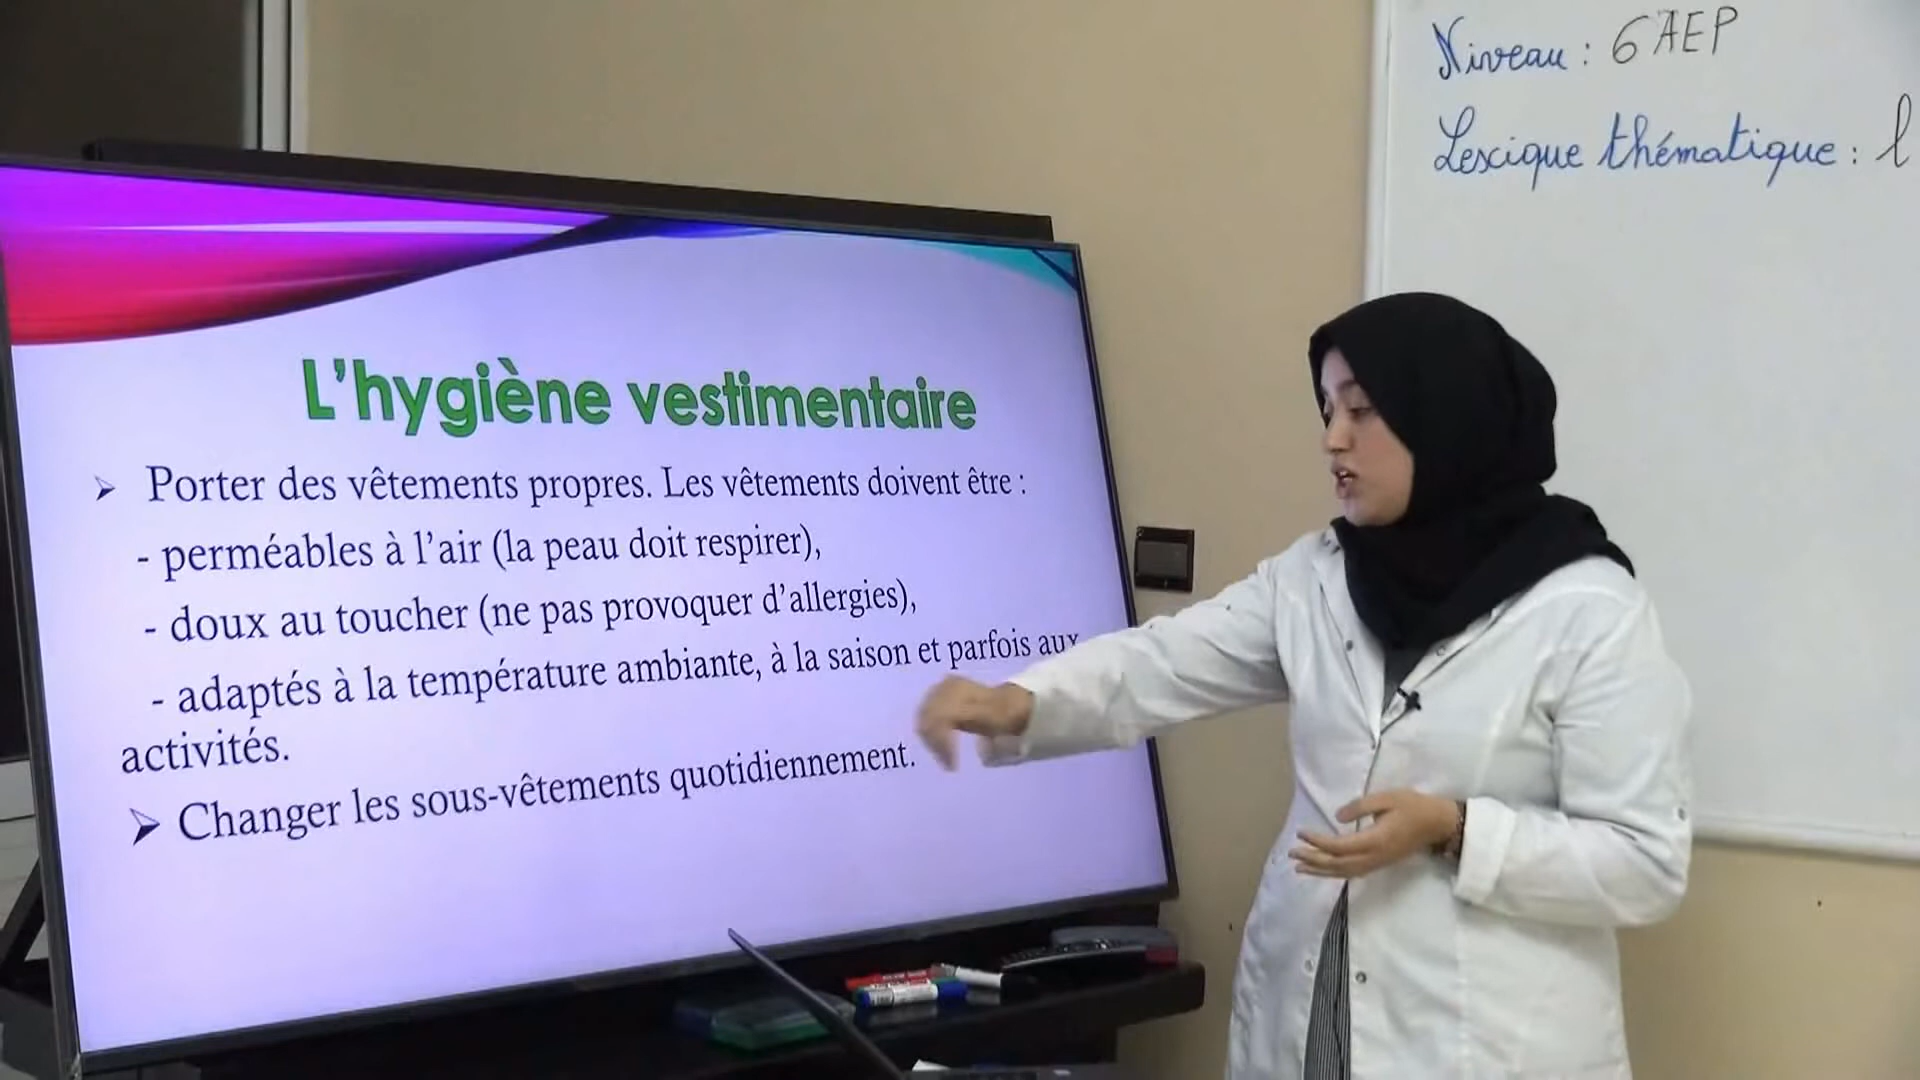 Niveau : 6 AEP
Lexique thématique : l
L'hygiène vestimentaire
➢ Porter des vêtements propres. Les vêtements doivent être :
- perméables à l'air (la peau doit respirer),
- doux au toucher (ne pas provoquer d'allergies),
- adaptés à la température ambiante, à la saison et parfois aux
activités.
➢ Changer les sous-vêtements quotidiennement.